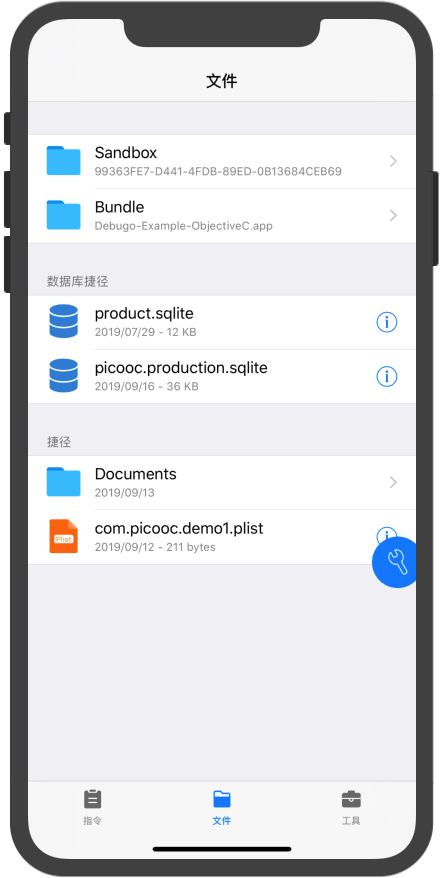 文件
Sandbox
99363FE7-D441-4FDB-89ED-0B13684CEB69
Bundle
Debugo-Example-ObjectiveC.app
数据库捷径
product.sqlite
2019/07/29 - 12 KB
picooc.production.sqlite
2019/09/16 - 36 KB
捷径
Documents
2019/09/13
com.picooc.demo1.plist
Plist
2019/09/12 - 211 bytes
指令
文件
工具